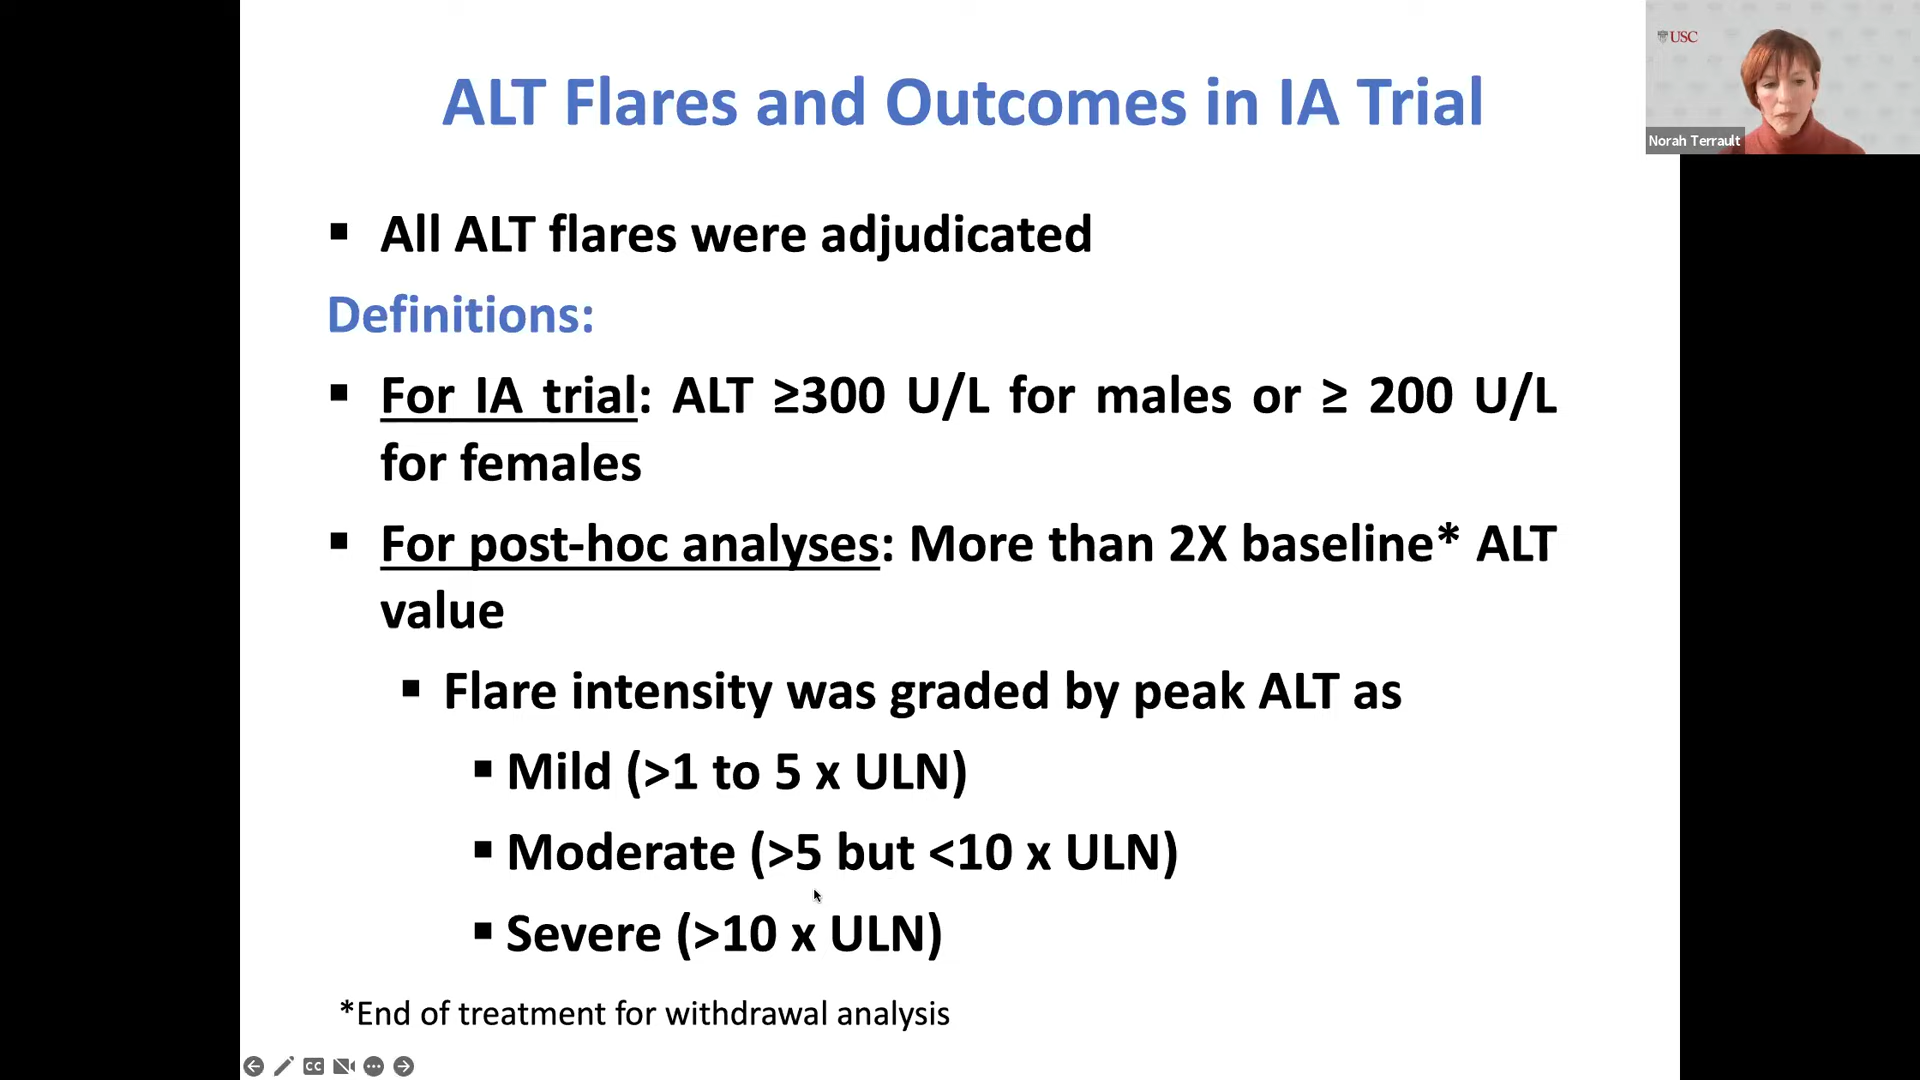 ALT Flares and Outcomes in IA Trial
USC
Norah Terrault
▪ All ALT flares were adjudicated
Definitions:
▪ For IA trial: ALT ≥300 U/L for males or ≥ 200 U/L
for females
▪ For post-hoc analyses: More than 2X baseline* ALT
value
▪ Flare intensity was graded by peak ALT as
▪ Mild (>1 to 5 x ULN)
▪ Moderate (>5 but <10 x ULN)
▪ Severe (>10 x ULN)
*End of treatment for withdrawal analysis
CC